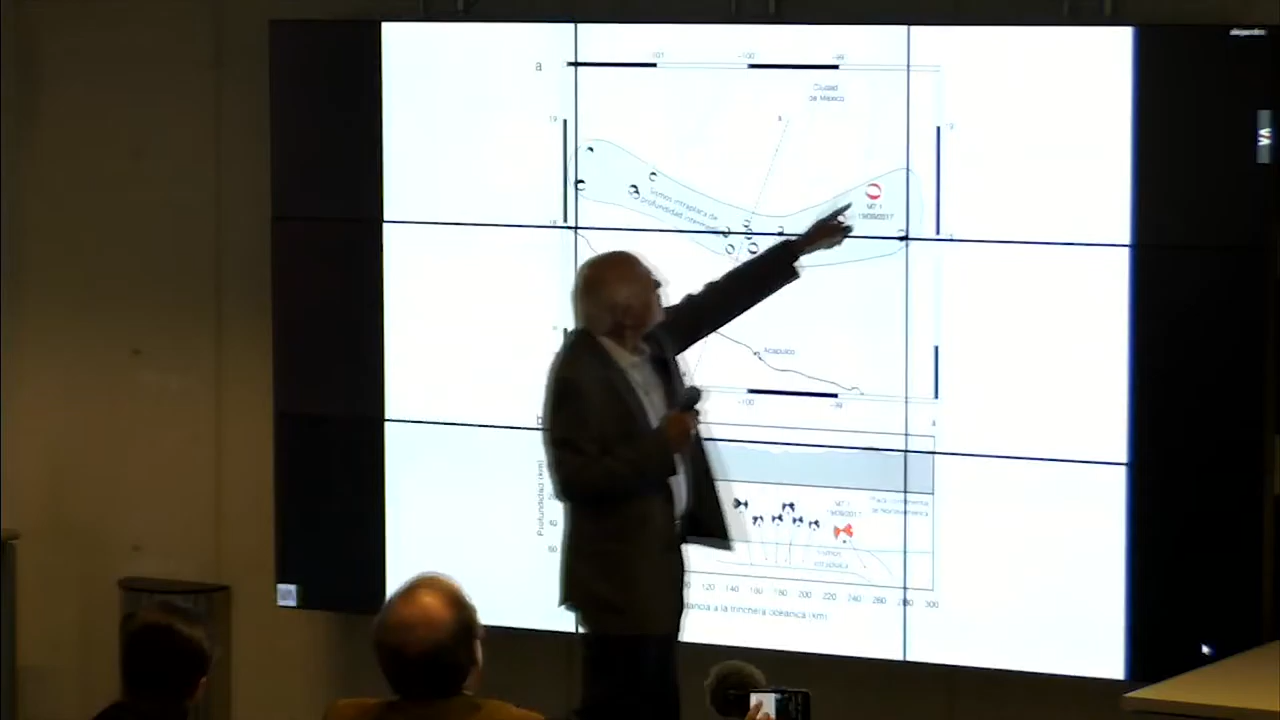 a
-101
-100
-99
Ciudad
de México
A
19
19
Sismos intraplaca de
profundidad intermedia
M7.1
19/09/2017
18
Acapulco
-100
-99
b
A
Profundidad (km)
M7.1
19/09/2017
Placa continental
de Norteamérica
40
60
Sismos
intraplaca
120
140
160
180
200
220
240
260
280
300
tancia a la trinchera oceánica (km)